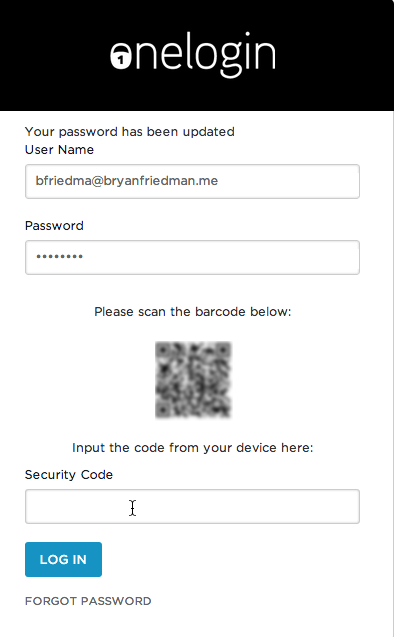 onelogin
Your password has been updated
User Name
bfriedma@bryanfriedman.me
Password
••••••••
Please scan the barcode below:
Input the code from your device here:
Security Code
LOG IN
FORGOT PASSWORD